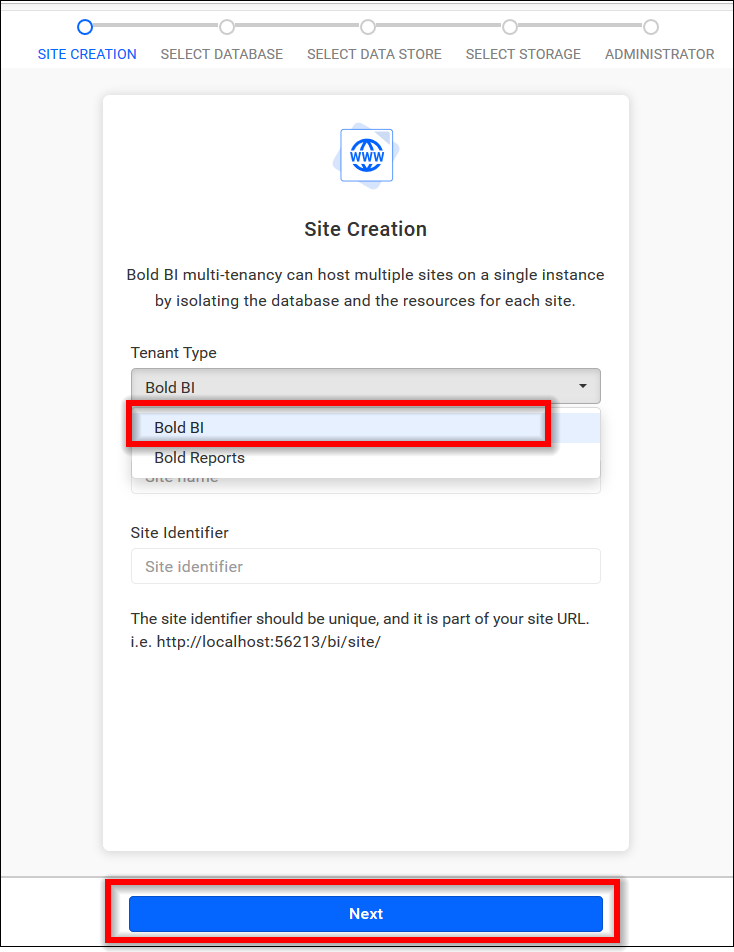 SITE CREATION SELECT DATABASE SELECT DATA STORE SELECT STORAGE ADMINISTRATOR
WWW
Site Creation
Bold BI multi-tenancy can host multiple sites on a single instance
by isolating the database and the resources for each site.
Tenant Type
Bold BI
Bold BI
Bold Reports
Site name
Site Identifier
Site identifier
The site identifier should be unique, and it is part of your site URL.
i.e. http://localhost:56213/bi/site/
Next